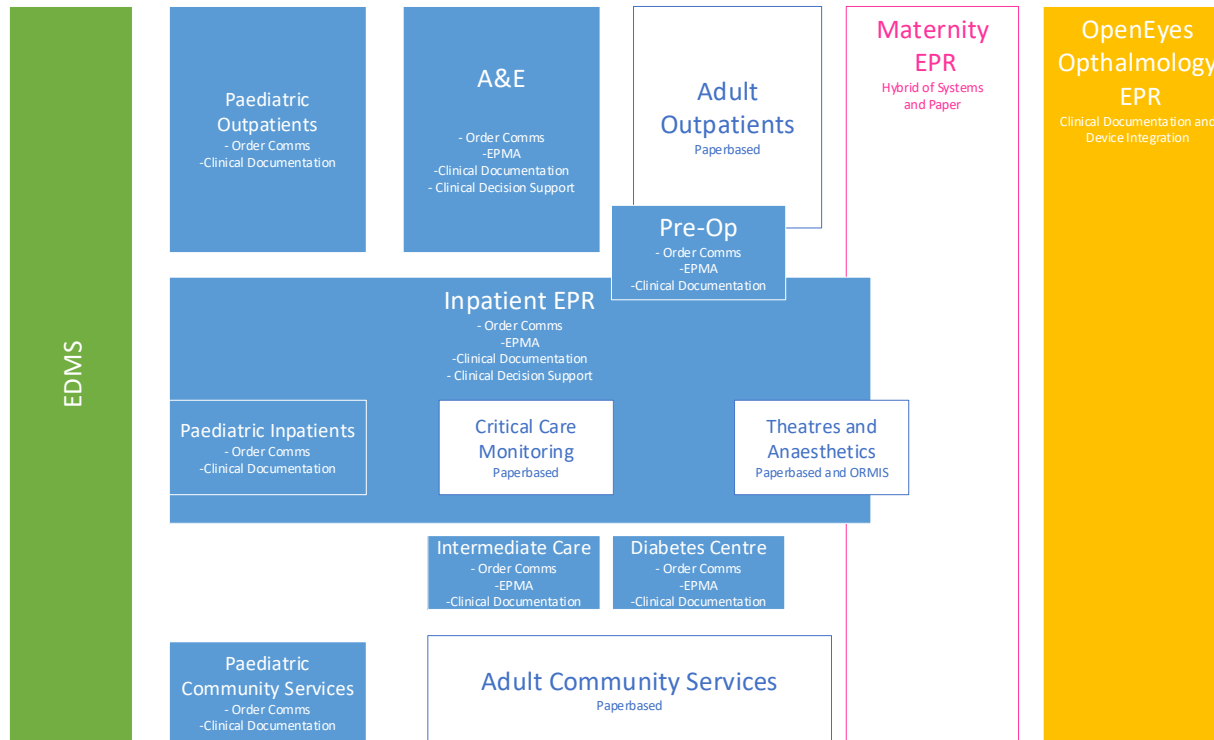 EDMS
Paediatric
Outpatients
- Order Comms
-Clinical Documentation
A&E
- Order Comms
-EPMA
-Clinical Documentation
- Clinical Decision Support
Adult
Outpatients
Paperbased
Maternity
EPR
Hybrid of Systems
and Paper
OpenEyes
Opthalmology
EPR
Clinical Documentation and
Device Integration
Pre-Op
- Order Comms
-EPMA
-Clinical Documentation
Inpatient EPR
- Order Comms
-EPMA
-Clinical Documentation
- Clinical Decision Support
Paediatric Inpatients
- Order Comms
-Clinical Documentation
Critical Care
Monitoring
Paperbased
Theatres and
Anaesthetics
Paperbased and ORMIS
Intermediate Care
- Order Comms
-EPMA
-Clinical Documentation
Diabetes Centre
- Order Comms
-EPMA
-Clinical Documentation
Paediatric
Community Services
- Order Comms
-Clinical Documentation
Adult Community Services
Paperbased